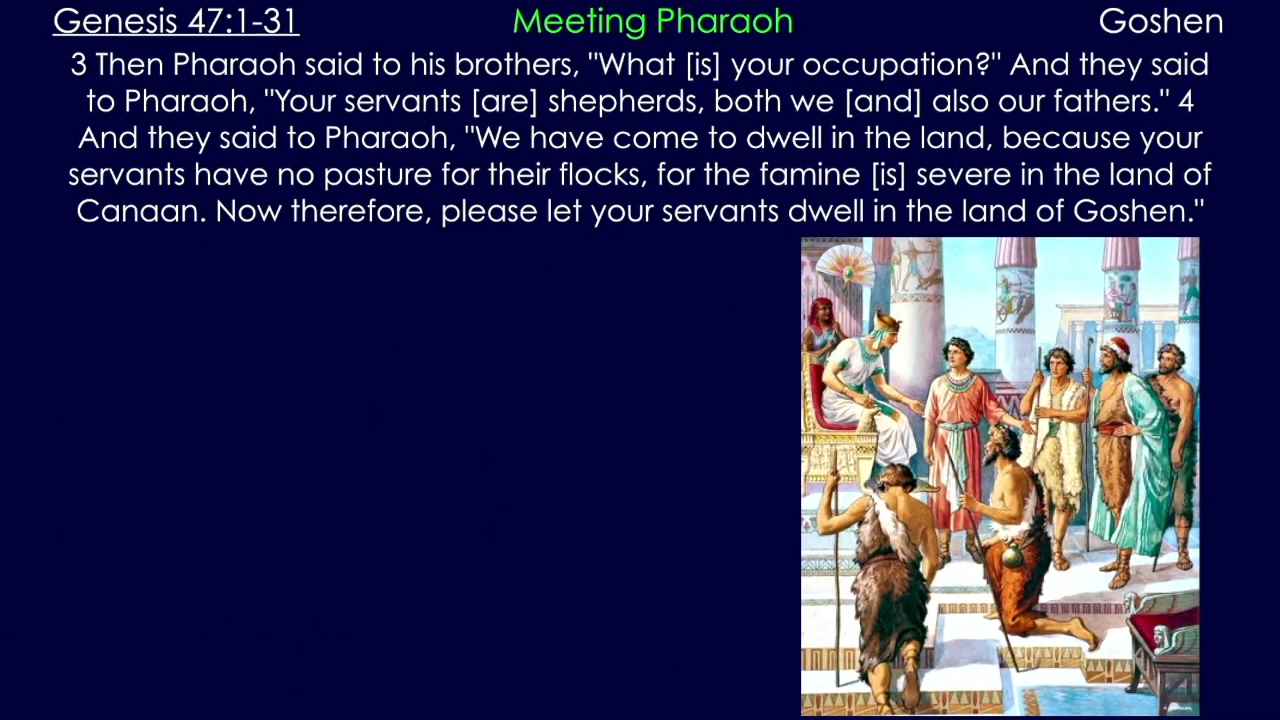 Genesis 47:1-31 Meeting Pharaoh Goshen
3 Then Pharaoh said to his brothers, "What [is] your occupation?" And they said
to Pharaoh, "Your servants [are] shepherds, both we [and] also our fathers." 4
And they said to Pharaoh, "We have come to dwell in the land, because your
servants have no pasture for their flocks, for the famine [is] severe in the land of
Canaan. Now therefore, please let your servants dwell in the land of Goshen."